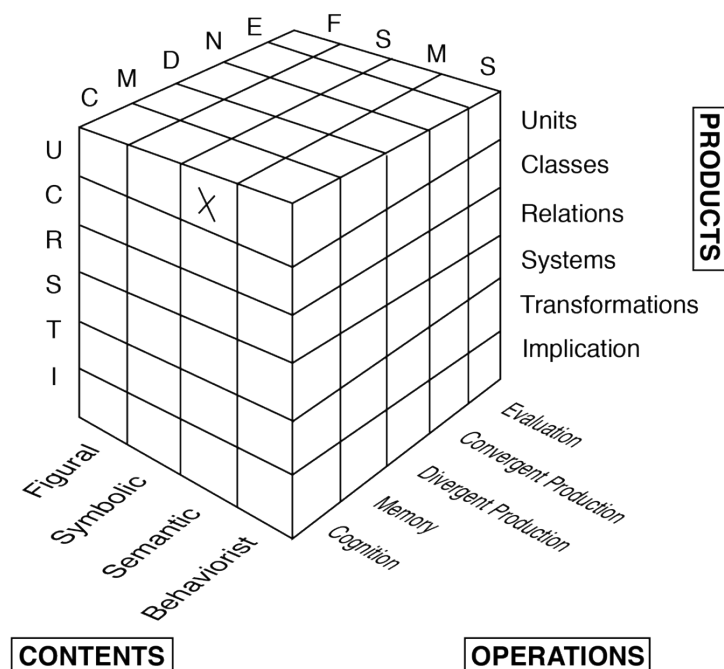 C M D N E F S M S
U
C
R
S
T
I
X
Units
Classes
Relations
Systems
Transformations
Implication
PRODUCTS
Figural
Symbolic
Semantic
Behaviorist
Evaluation
Convergent Production
Divergent Production
Memory
Cognition
CONTENTS
OPERATIONS